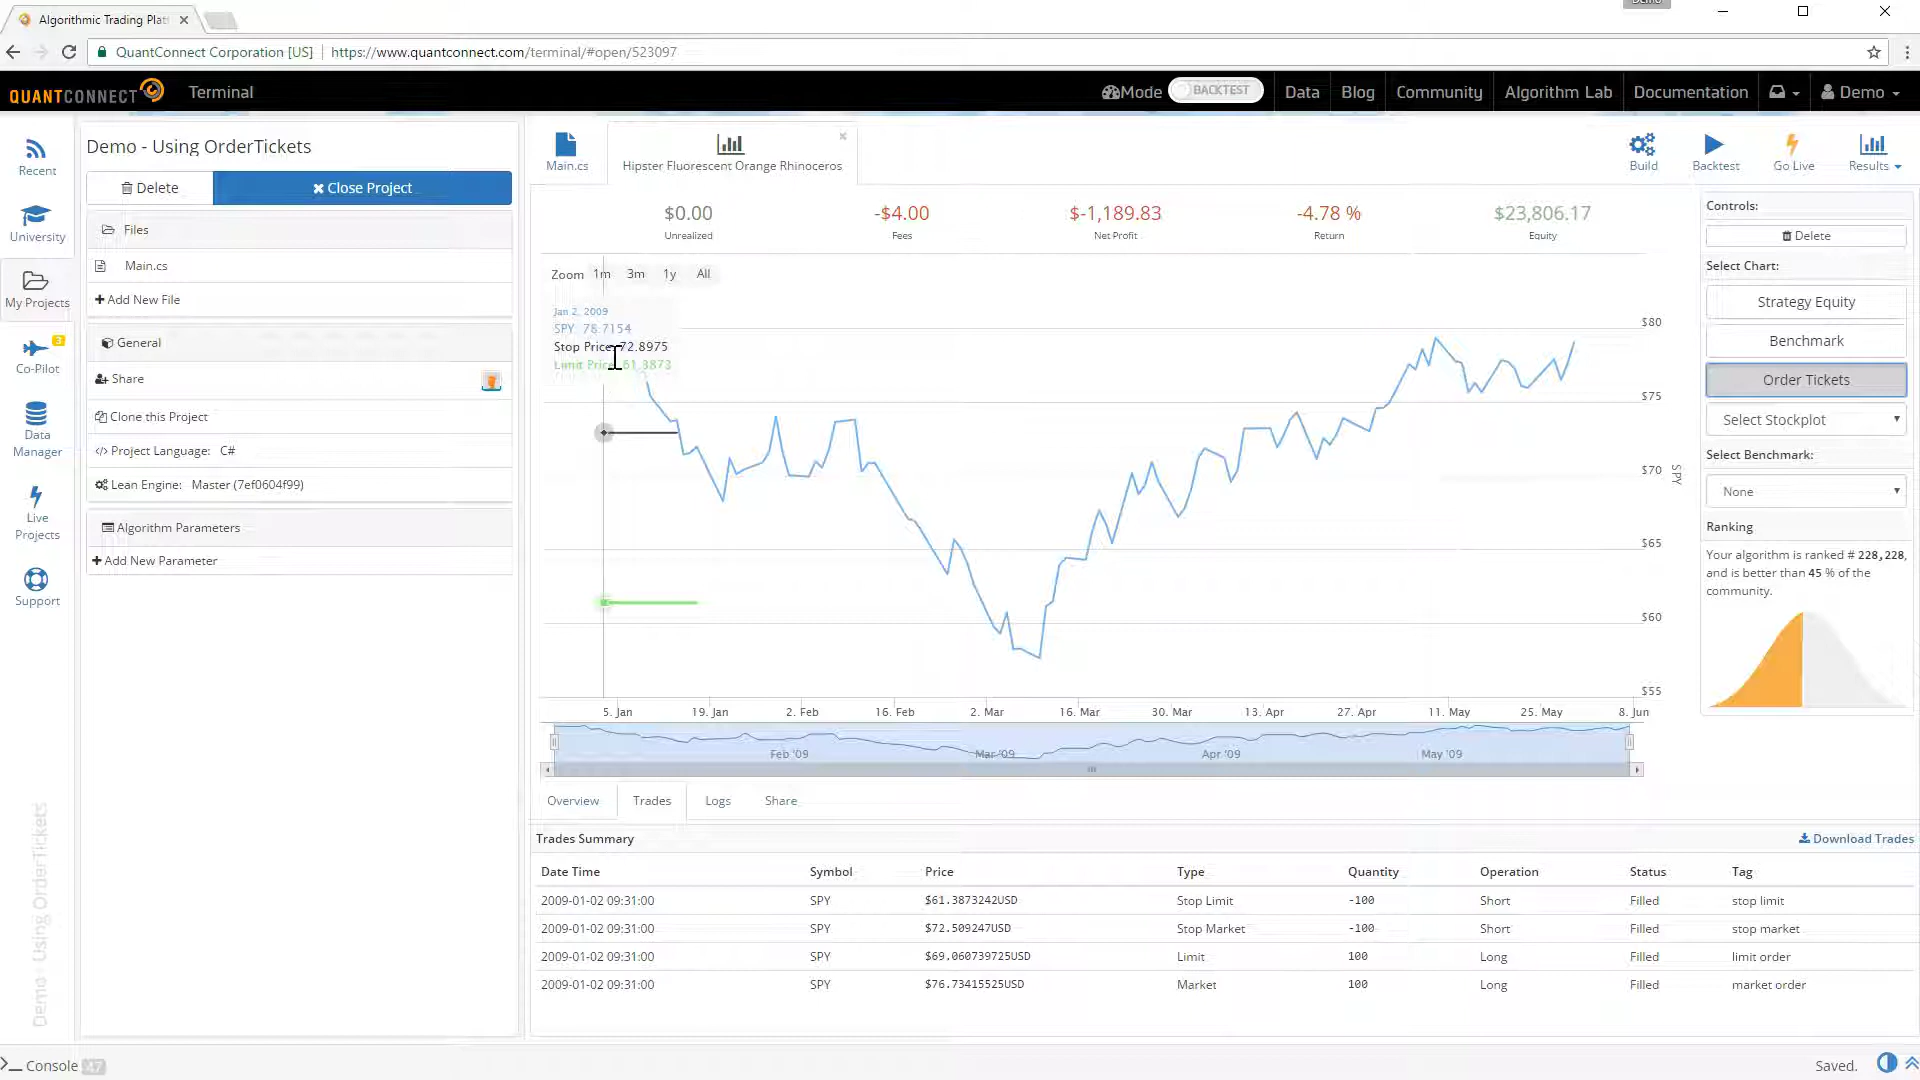 Algorithmic Trading Plat
Demo
QuantConnect Corporation [US]
https://www.quantconnect.com/terminal/#open/523097
QUANTCONNECT
Terminal
Mode
BACKTEST
Data
Blog
Community
Algorithm Lab
Documentation
Demo
Recent
University
My Projects
Co-Pilot
3
Data
Manager
Live
Projects
Support
Demo - Using OrderTickets
Demo - Using OrderTickets
Delete
Close Project
Files
Main.cs
Add New File
General
Share
Clone this Project
Project Language: C#
Lean Engine: Master (7ef0604f99)
Algorithm Parameters
Add New Parameter
Main.cs
Hipster Fluorescent Orange Rhinoceros
Build
Backtest
Go Live
Results
$0.00
Unrealized
-$4.00
Fees
$-1,189.83
Net Profit
-4.78 %
Return
$23,806.17
Equity
Zoom 1m 3m 1y All
Jan 2, 2009
SPY: 78.7154
Stop Price: 72.8975
Limit Price: 61.3873
$80
$75
$70
$65
$60
$55
SPY
5. Jan 19. Jan 2. Feb 16. Feb 2. Mar 16. Mar 30. Mar 13. Apr 27. Apr 11. May 25. May 8. Jun
Feb '09 Mar '09 Apr '09 May '09
Controls:
Delete
Select Chart:
Strategy Equity
Benchmark
Order Tickets
Select Stockplot
Select Benchmark:
None
Ranking
Your algorithm is ranked # 228,228,
and is better than 45 % of the
community.
Overview Trades Logs Share
Trades Summary
Download Trades
Date Time Symbol Price Type Quantity Operation Status Tag
2009-01-02 09:31:00 SPY $61.3873242USD Stop Limit -100 Short Filled stop limit
2009-01-02 09:31:00 SPY $72.509247USD Stop Market -100 Short Filled stop market
2009-01-02 09:31:00 SPY $69.060739725USD Limit 100 Long Filled limit order
2009-01-02 09:31:00 SPY $76.73415525USD Market 100 Long Filled market order
Console 47
Saved.